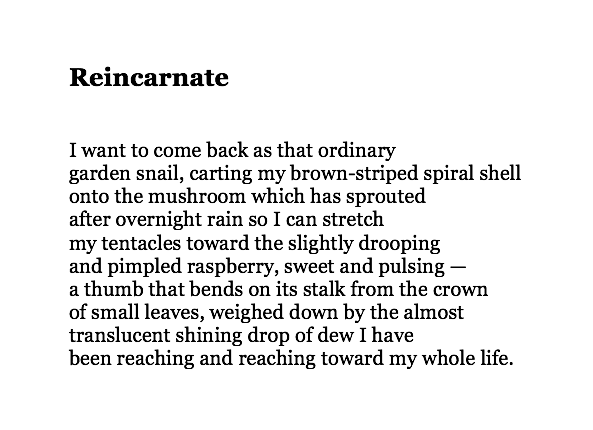 Reincarnate
I want to come back as that ordinary
garden snail, carting my brown-striped spiral shell
onto the mushroom which has sprouted
after overnight rain so I can stretch
my tentacles toward the slightly drooping
and pimpled raspberry, sweet and pulsing —
a thumb that bends on its stalk from the crown
of small leaves, weighed down by the almost
translucent shining drop of dew I have
been reaching and reaching toward my whole life.